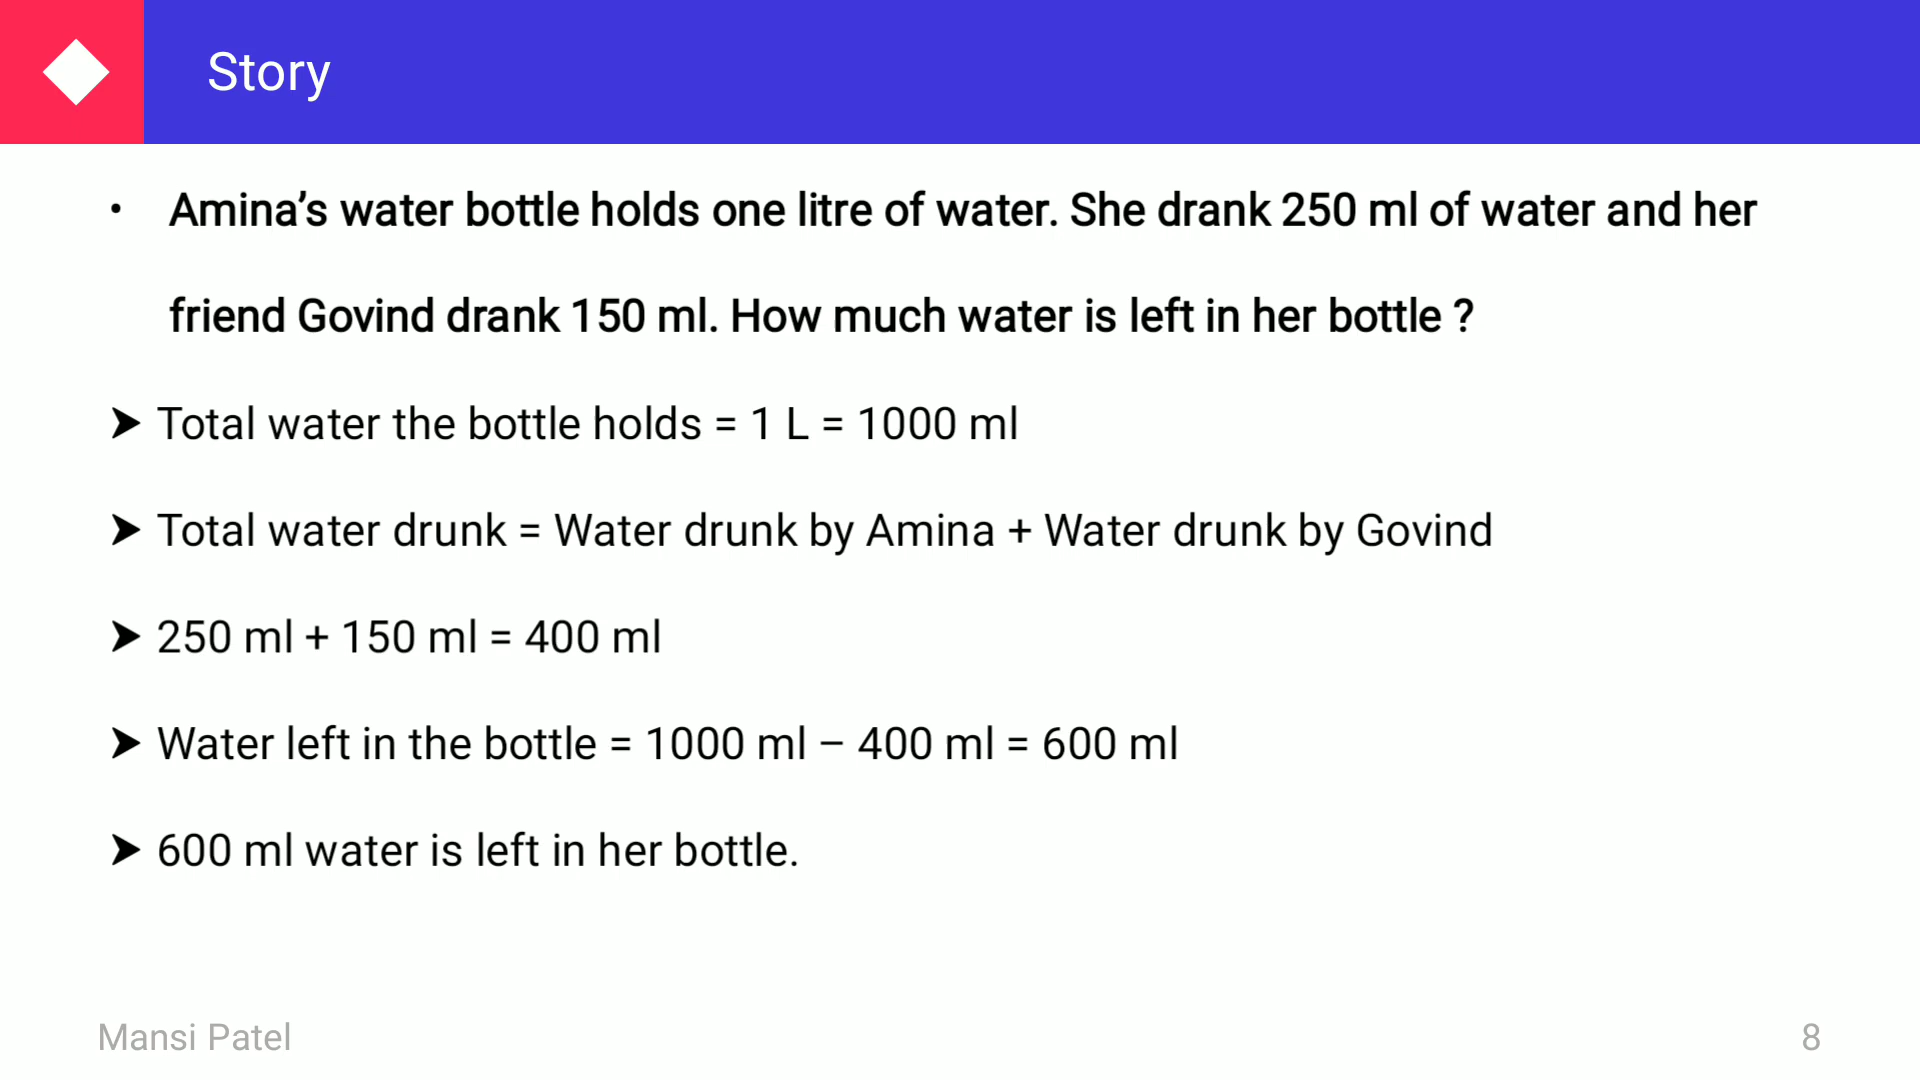 Story
• Amina’s water bottle holds one litre of water. She drank 250 ml of water and her
friend Govind drank 150 ml. How much water is left in her bottle ?
➤ Total water the bottle holds = 1 L = 1000 ml
➤ Total water drunk = Water drunk by Amina + Water drunk by Govind
➤ 250 ml + 150 ml = 400 ml
➤ Water left in the bottle = 1000 ml – 400 ml = 600 ml
➤ 600 ml water is left in her bottle.
Mansi Patel
8